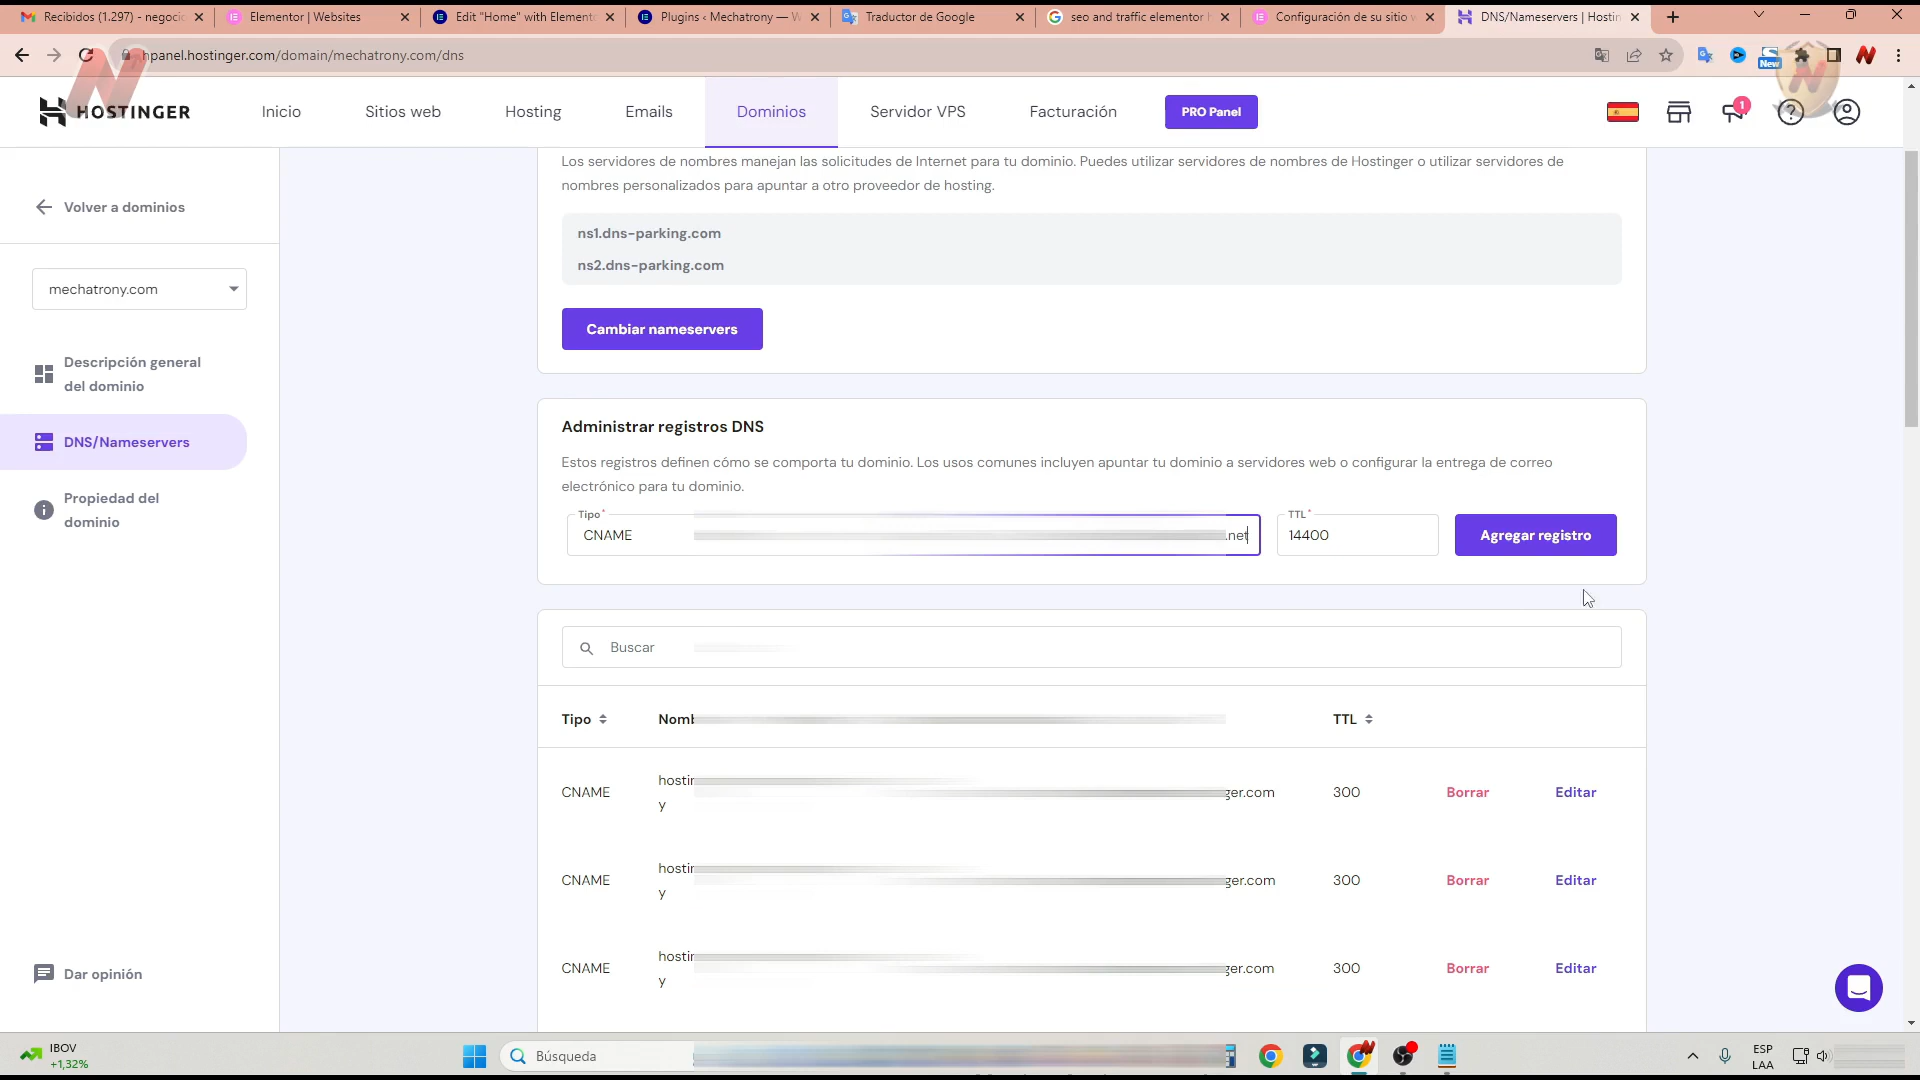 Recibidos (1.297) - negocio
Elementor | Websites
Edit "Home" with Elemento
Plugins ‹ Mechatrony — W
Traductor de Google
seo and traffic elementor h
Configuración de su sitio w
DNS/Nameservers | Hostin
hpanel.hostinger.com/domain/mechatrony.com/dns
New
HOSTINGER
Inicio
Sitios web
Hosting
Emails
Dominios
Servidor VPS
Facturación
PRO Panel
1
Volver a dominios
mechatrony.com
Descripción general
del dominio
DNS/Nameservers
Propiedad del
dominio
Dar opinión
Los servidores de nombres manejan las solicitudes de Internet para tu dominio. Puedes utilizar servidores de nombres de Hostinger o utilizar servidores de
nombres personalizados para apuntar a otro proveedor de hosting.
ns1.dns-parking.com
ns2.dns-parking.com
Cambiar nameservers
Administrar registros DNS
Estos registros definen cómo se comporta tu dominio. Los usos comunes incluyen apuntar tu dominio a servidores web o configurar la entrega de correo
electrónico para tu dominio.
Tipo* TTL*
CNAME .net 14400 Agregar registro
Buscar
Tipo Nomb TTL
CNAME hostin y ger.com 300 Borrar Editar
CNAME hostin y ger.com 300 Borrar Editar
CNAME hostin y ger.com 300 Borrar Editar
IBOV
+1,32%
Búsqueda
ESP
LAA